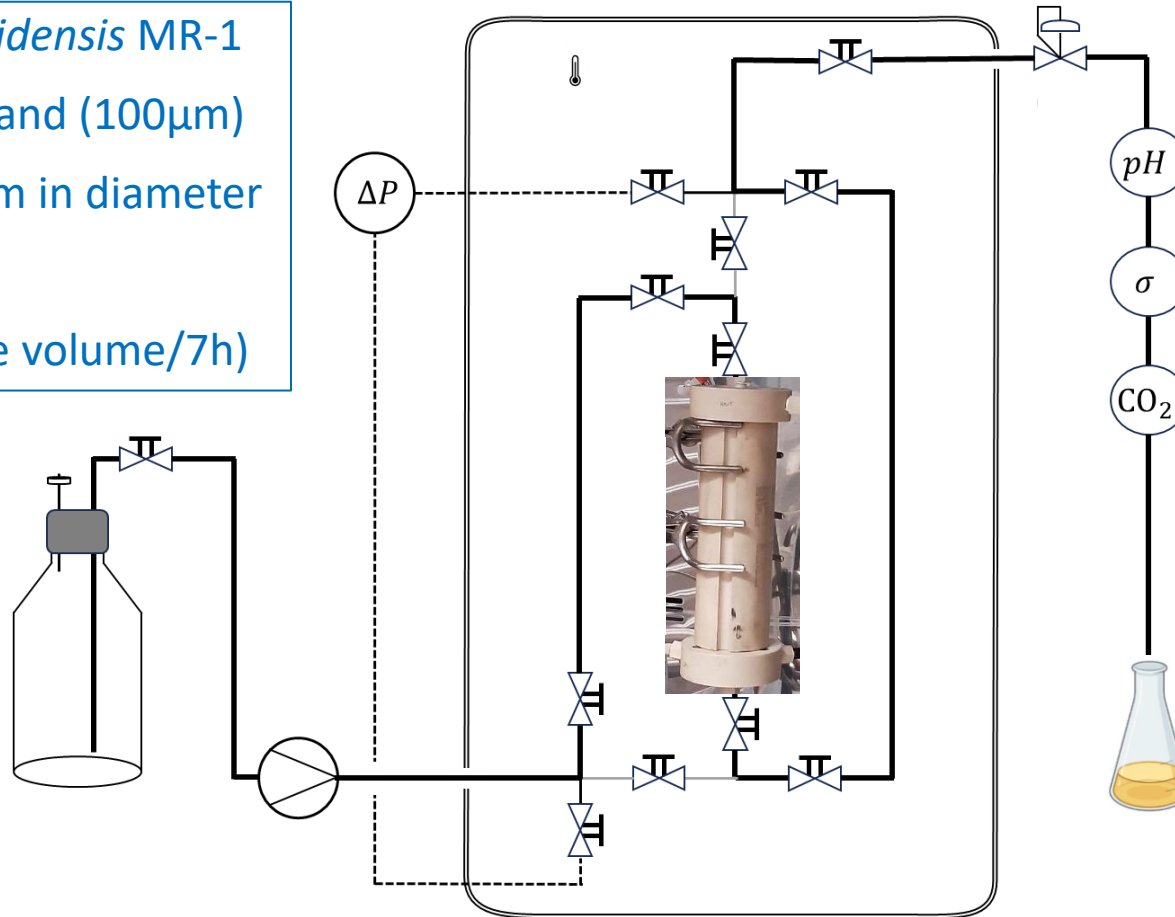 idensis MR-1
and (100μm)
m in diameter
e volume/7h)
ΔP
pH
σ
CO₂